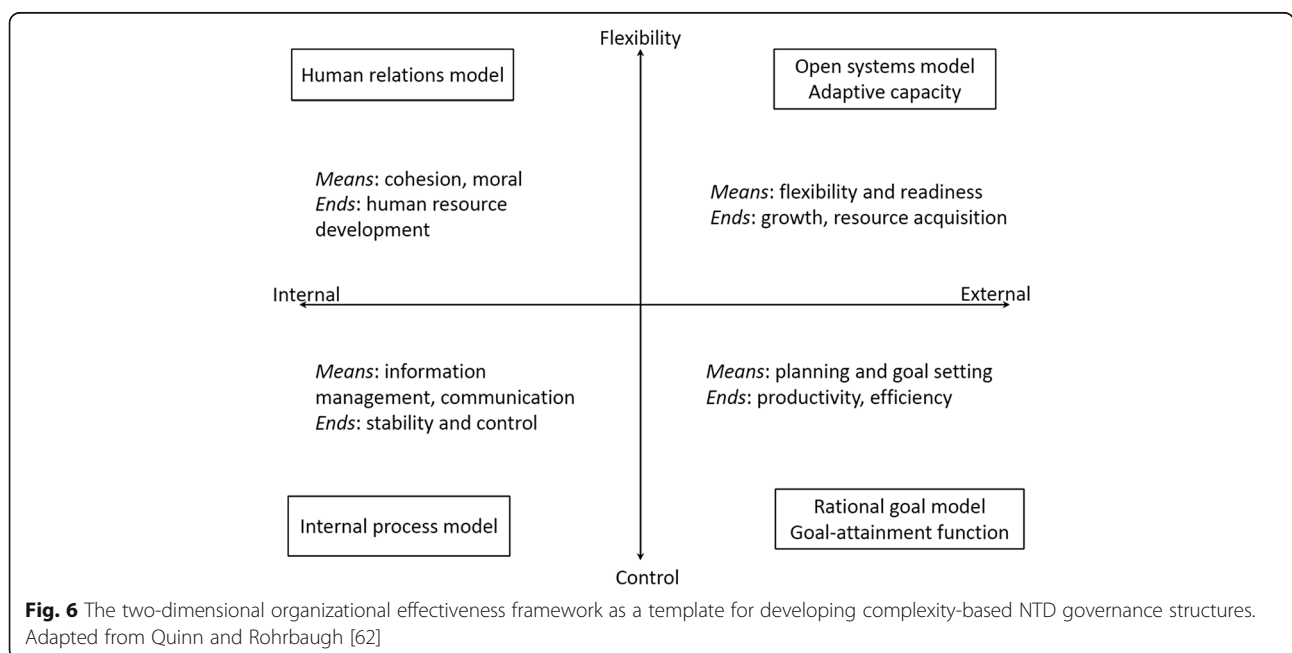 Flexibility
Human relations model
Open systems model
Adaptive capacity
Means: cohesion, moral
Ends: human resource
development
Means: flexibility and readiness
Ends: growth, resource acquisition
Internal
External
Means: information
management, communication
Ends: stability and control
Means: planning and goal setting
Ends: productivity, efficiency
Internal process model
Rational goal model
Goal-attainment function
Control
Fig. 6 The two-dimensional organizational effectiveness framework as a template for developing complexity-based NTD governance structures.
Adapted from Quinn and Rohrbaugh [62]